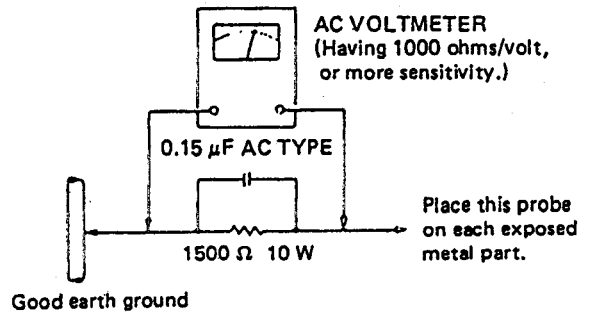 AC VOLTMETER
(Having 1000 ohms/volt,
or more sensitivity.)
0.15 μF AC TYPE
1500 Ω 10 W
Place this probe
on each exposed
metal part.
Good earth ground